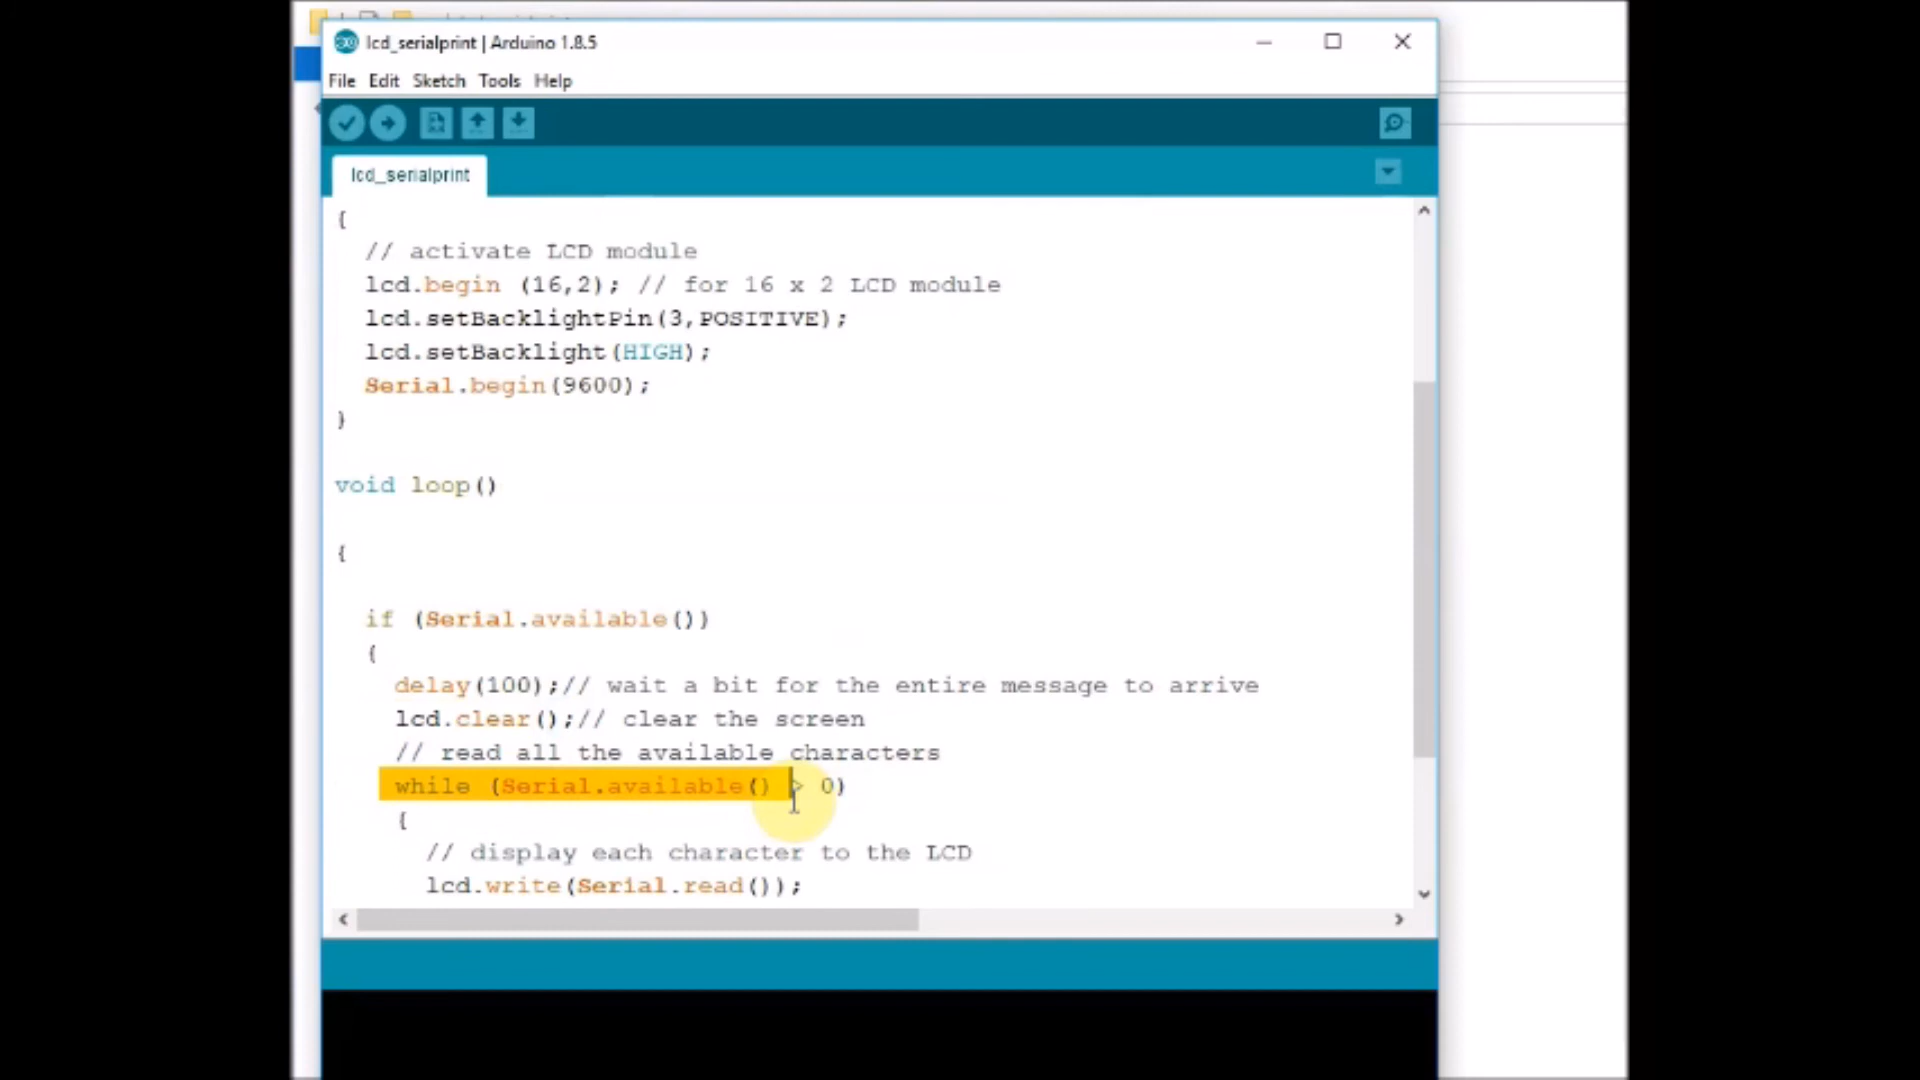 lcd_serialprint | Arduino 1.8.5
File Edit Sketch Tools Help
lcd_serialprint
{
// activate LCD module
lcd.begin (16,2); // for 16 x 2 LCD module
lcd.setBacklightPin(3,POSITIVE);
lcd.setBacklight(HIGH);
Serial.begin(9600);
}
void loop()
{
if (Serial.available())
{
delay(100);// wait a bit for the entire message to arrive
lcd.clear();// clear the screen
// read all the available characters
while (Serial.available() > 0)
{
// display each character to the LCD
lcd.write(Serial.read());